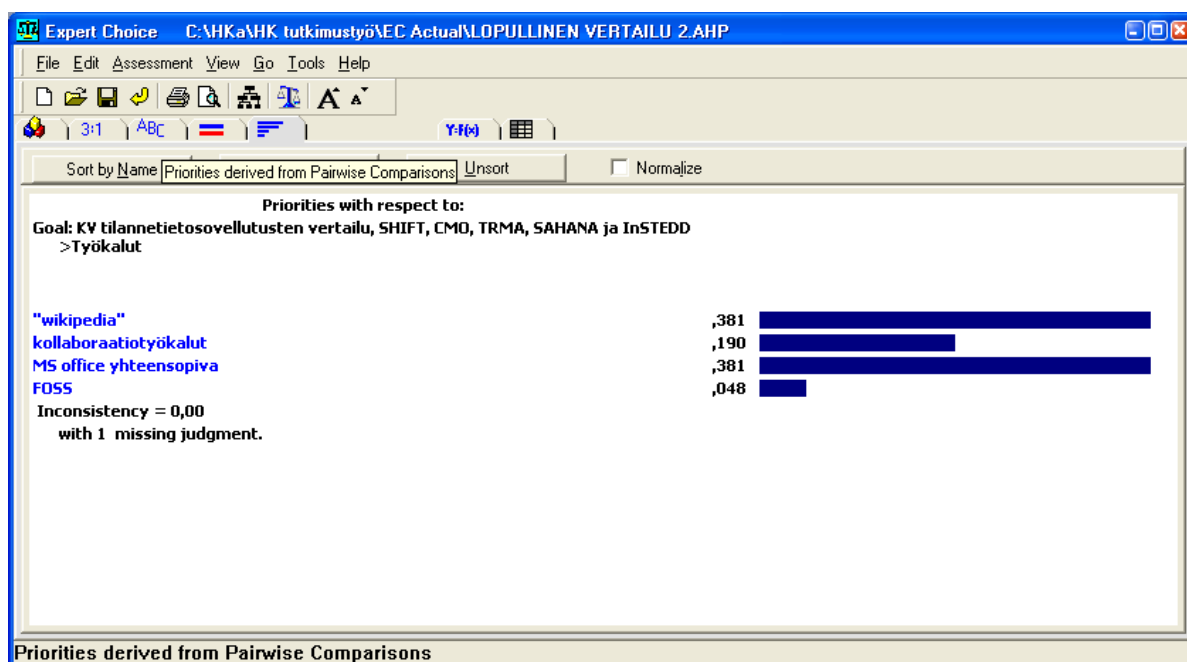 Expert Choice C:\HKa\HK tutkimustyö\EC Actual\LOPULLINEN VERTAILU 2.AHP
File Edit Assessment View Go Tools Help
A A
3:1 ABC Y=F(x)
Sort by Name Priorities derived from Pairwise Comparisons Unsort Normalize
Priorities with respect to:
Goal: KV tilannetietosovellutusten vertailu, SHIFT, CMO, TRMA, SAHANA ja InSTEDD
>Työkalut
"wikipedia" ,381
kollaboraatiotyökalut ,190
MS office yhteensopiva ,381
FOSS ,048
Inconsistency = 0,00
with 1 missing judgment.
Priorities derived from Pairwise Comparisons